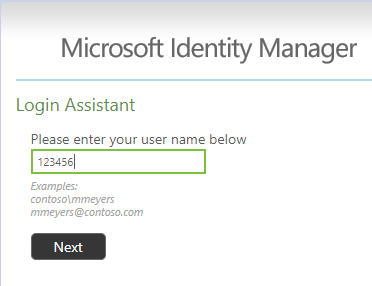 Microsoft Identity Manager
Login Assistant
Please enter your user name below
123456
Examples:
contoso\mmeyers
mmeyers@contoso.com
Next